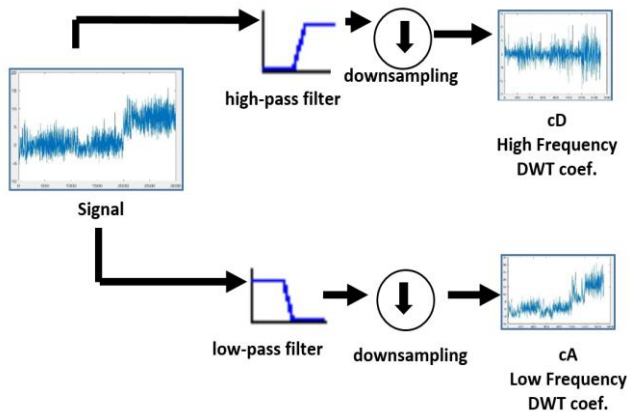 high-pass filter
downsampling
cD
High Frequency
DWT coef.
Signal
low-pass filter
downsampling
cA
Low Frequency
DWT coef.